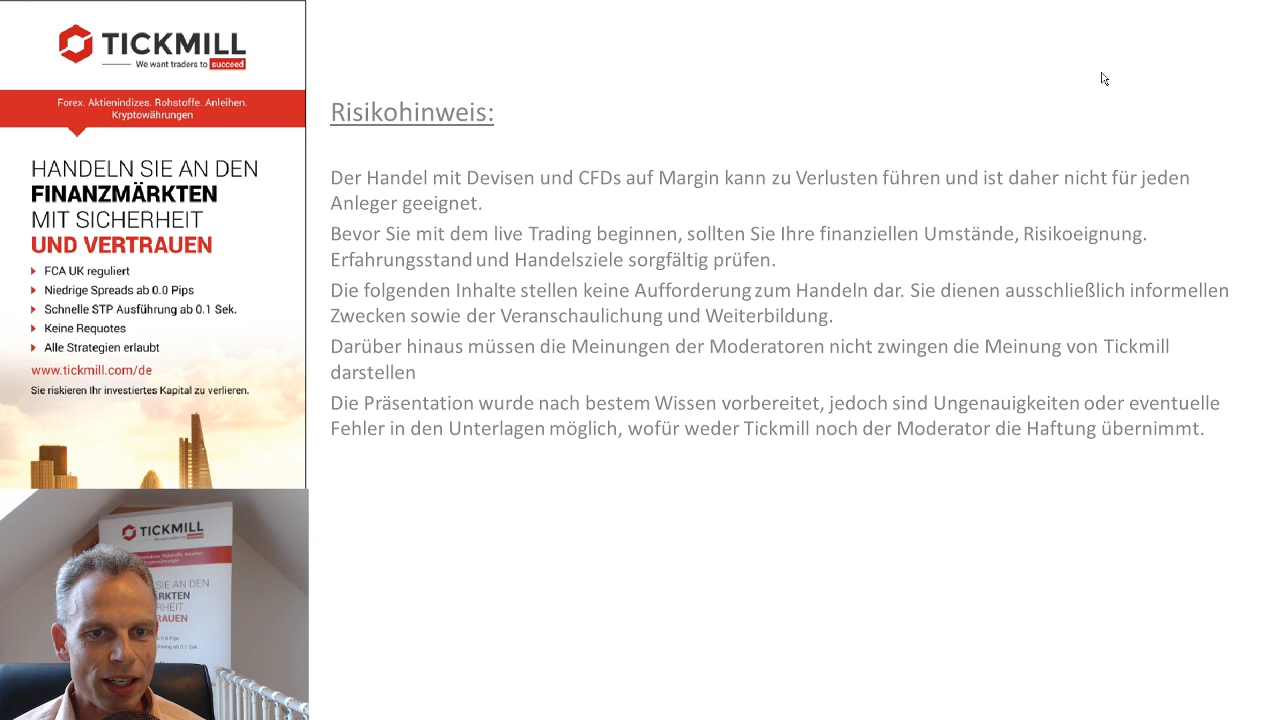 TICKMILL
We want traders to succeed
Forex. Aktienindizes. Rohstoffe. Anleihen.
Kryptowährungen
HANDELN SIE AN DEN
FINANZMÄRKTEN
MIT SICHERHEIT
UND VERTRAUEN
FCA UK reguliert
Niedrige Spreads ab 0.0 Pips
Schnelle STP Ausführung ab 0.1 Sek.
Keine Requotes
Alle Strategien erlaubt
www.tickmill.com/de
Sie riskieren Ihr investiertes Kapital zu verlieren.
Risikohinweis:
Der Handel mit Devisen und CFDs auf Margin kann zu Verlusten führen und ist daher nicht für jeden
Anleger geeignet.
Bevor Sie mit dem live Trading beginnen, sollten Sie Ihre finanziellen Umstände, Risikoeignung.
Erfahrungsstand und Handelsziele sorgfältig prüfen.
Die folgenden Inhalte stellen keine Aufforderung zum Handeln dar. Sie dienen ausschließlich informellen
Zwecken sowie der Veranschaulichung und Weiterbildung.
Darüber hinaus müssen die Meinungen der Moderatoren nicht zwingen die Meinung von Tickmill
darstellen
Die Präsentation wurde nach bestem Wissen vorbereitet, jedoch sind Ungenauigkeiten oder eventuelle
Fehler in den Unterlagen möglich, wofür weder Tickmill noch der Moderator die Haftung übernimmt.
TICKMILL
SIE AN DEN